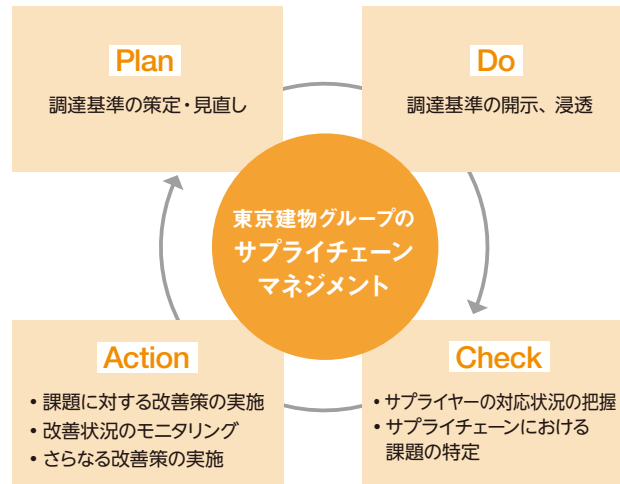 Plan
調達基準の策定・見直し
Do
調達基準の開示、浸透
東京建物グループの
サプライチェーン
マネジメント
Action
• 課題に対する改善策の実施
• 改善状況のモニタリング
• さらなる改善策の実施
Check
• サプライヤーの対応状況の把握
• サプライチェーンにおける
課題の特定